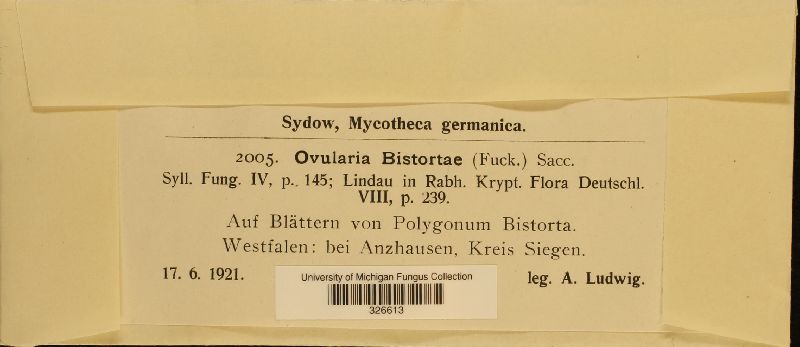 Sydow, Mycotheca germanica.
2005. Ovularia Bistortae (Fuck.) Sacc.
Syll. Fung. IV, p. 145; Lindau in Rabh. Krypt. Flora Deutschl.
VIII, p. 239.
Auf Blättern von Polygonum Bistorta.
Westfalen: bei Anzhausen, Kreis Siegen.
17. 6. 1921. leg. A. Ludwig.
University of Michigan Fungus Collection
326613